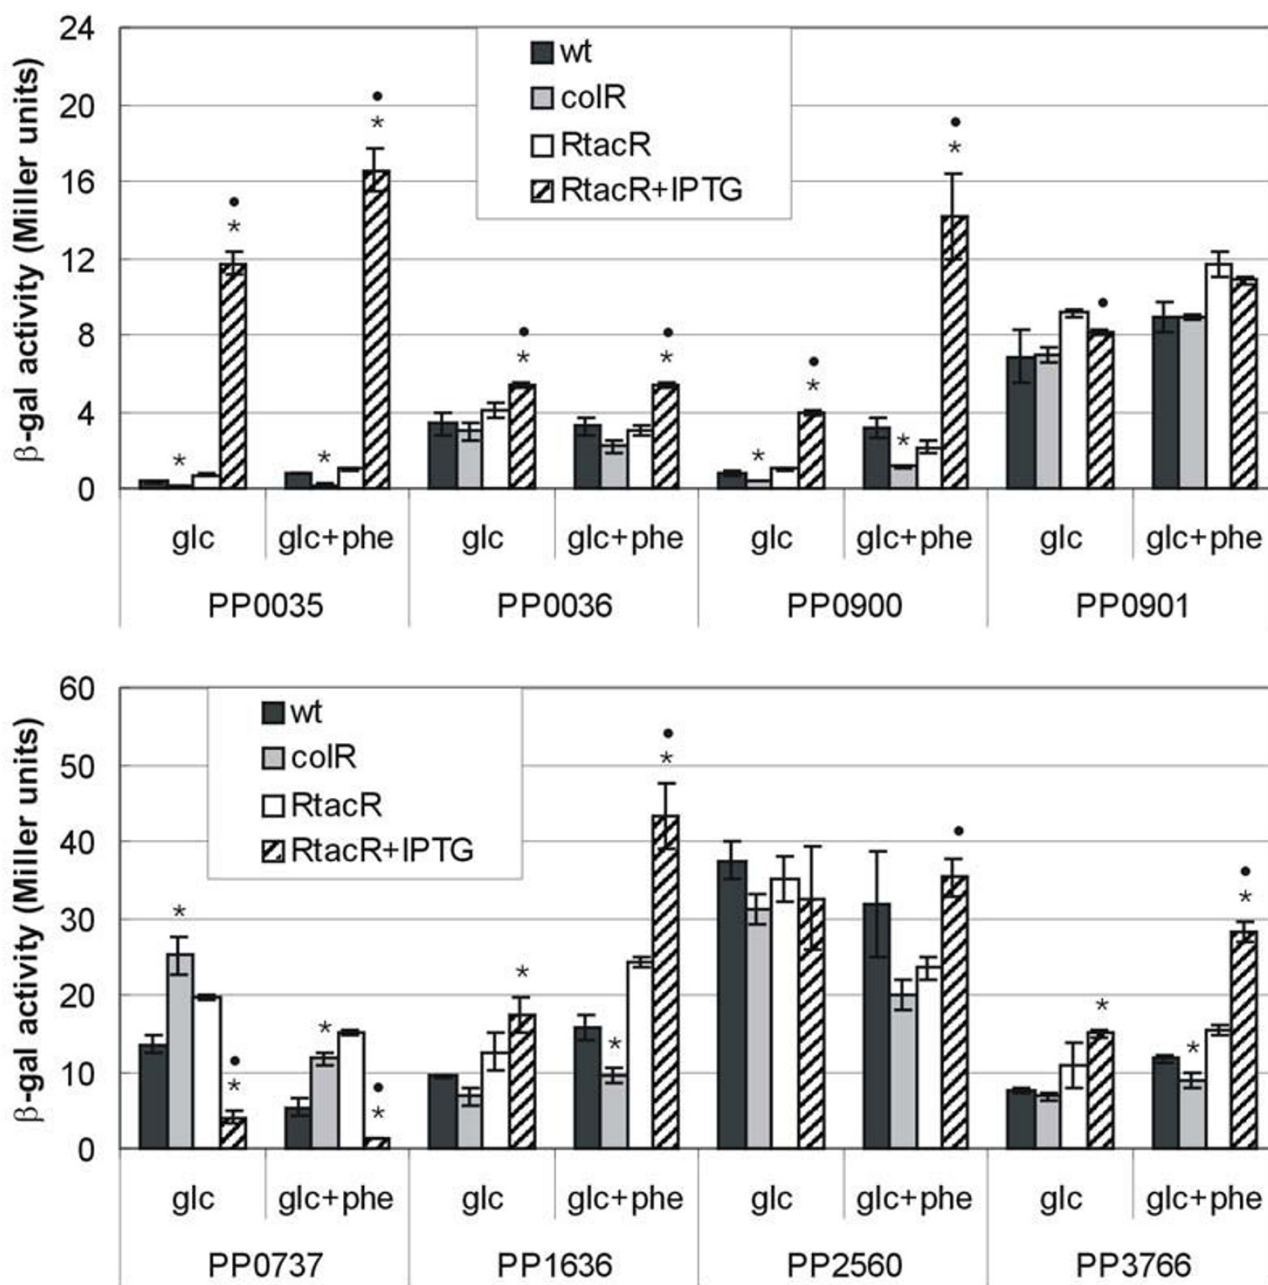 β-gal activity (Miller units)
24
20
16
12
8
4
0
wt
colR
RtacR
RtacR+IPTG
* • * * • * • * • * * • * * • * •
glc glc+phe glc glc+phe glc glc+phe glc glc+phe
PP0035 PP0036 PP0900 PP0901
β-gal activity (Miller units)
60
50
40
30
20
10
0
wt
colR
RtacR
RtacR+IPTG
* • * * • * * * • * • * * • *
glc glc+phe glc glc+phe glc glc+phe glc glc+phe
PP0737 PP1636 PP2560 PP3766